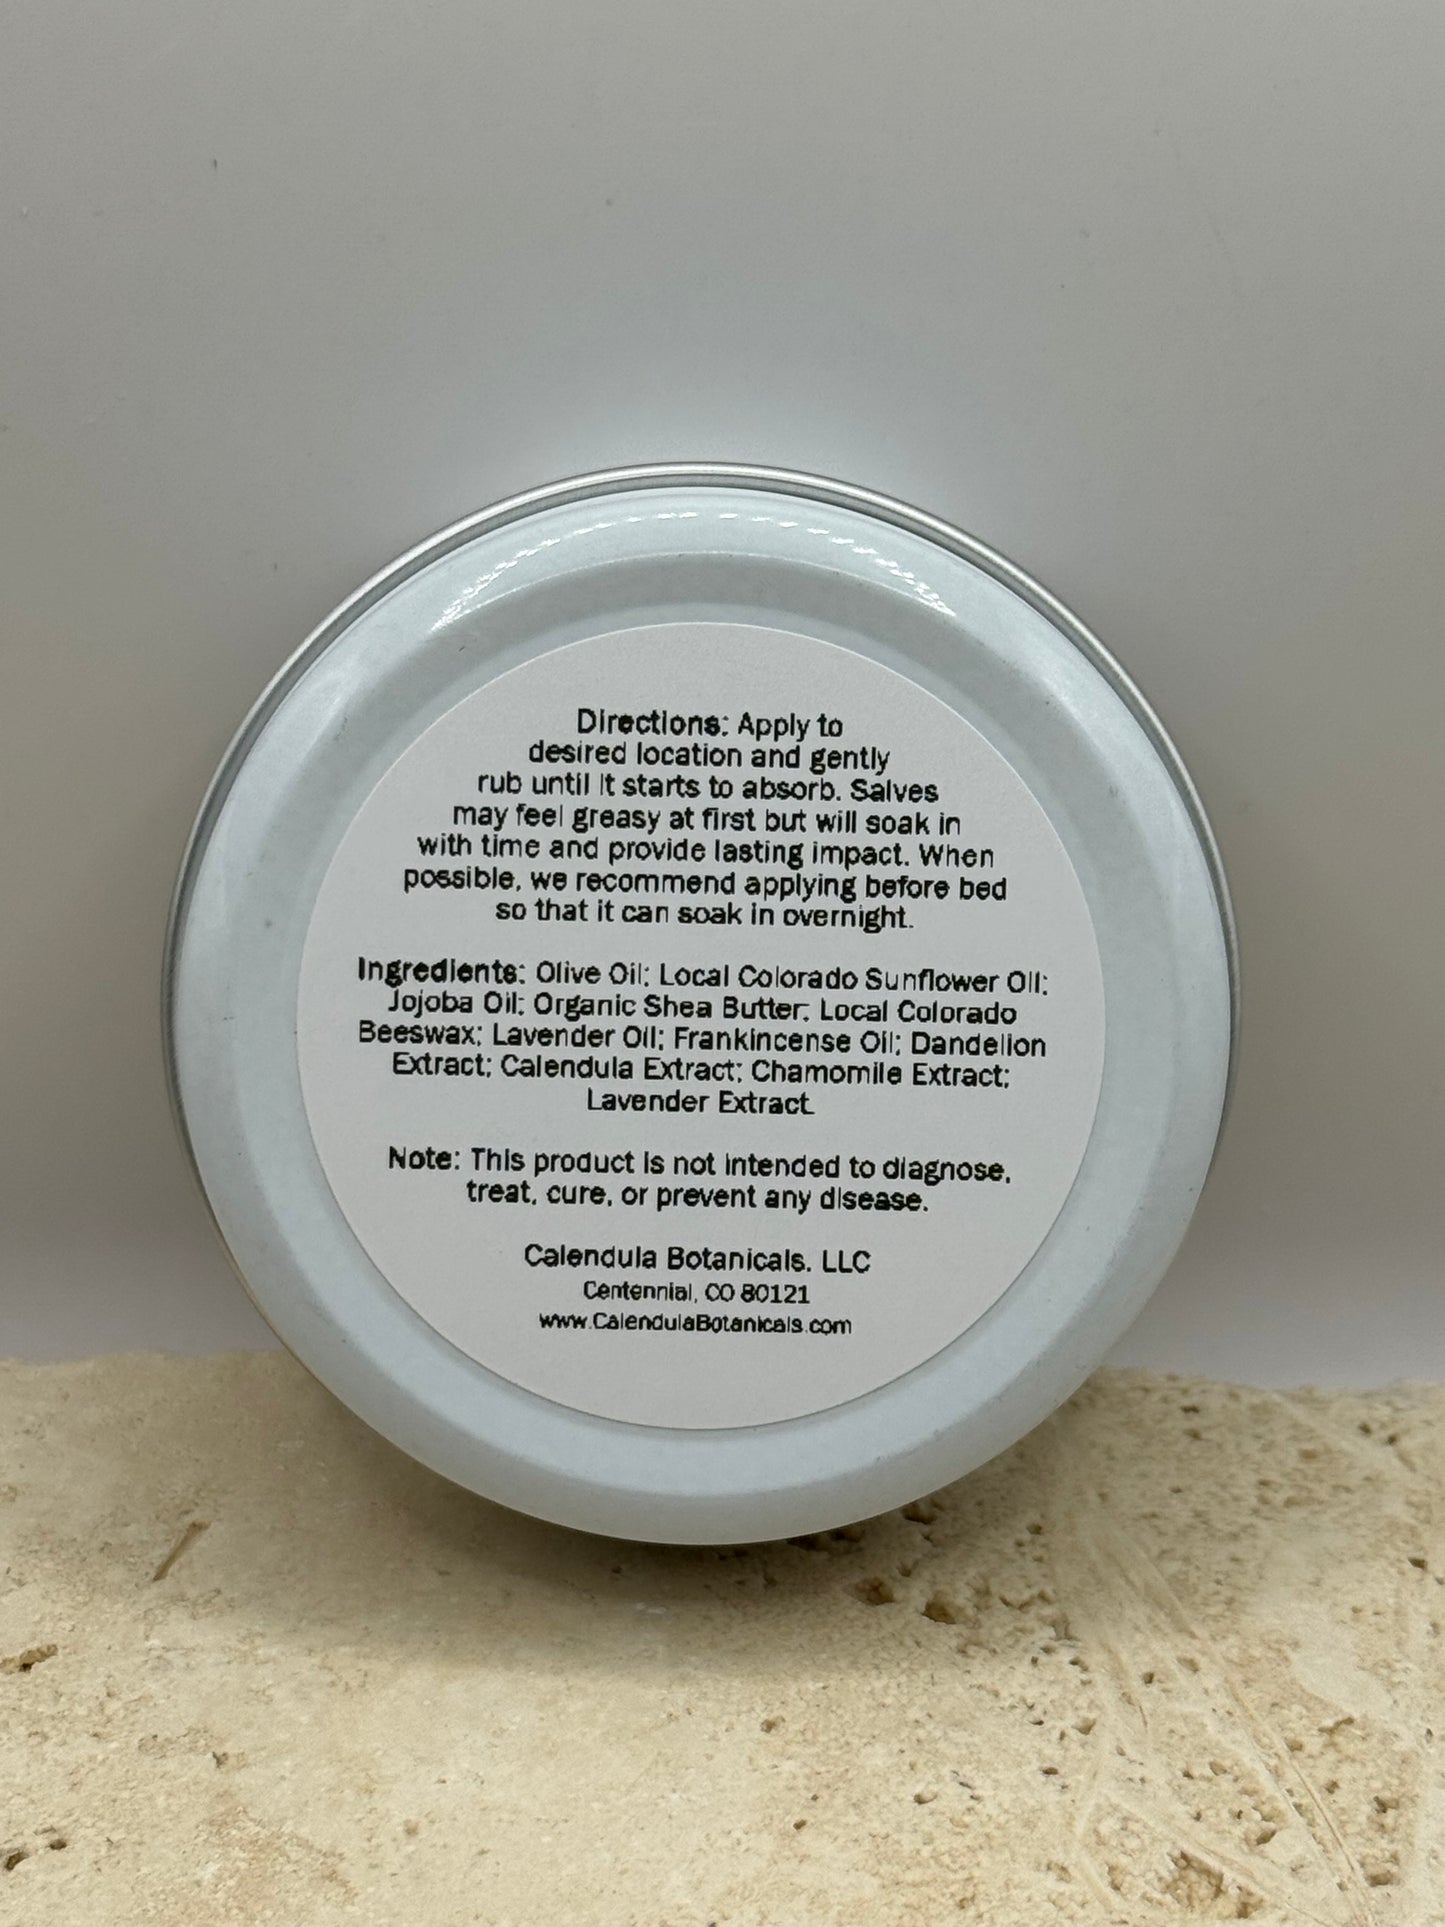 Directions: Apply to
desired location and gently
rub until it starts to absorb. Salves
may feel greasy at first but will soak in
with time and provide lasting impact. When
possible, we recommend applying before bed
so that it can soak in overnight.
Ingredients: Olive Oil; Local Colorado Sunflower Oil;
Jojoba Oil; Organic Shea Butter; Local Colorado
Beeswax; Lavender Oil; Frankincense Oil; Dandelion
Extract; Calendula Extract; Chamomile Extract;
Lavender Extract.
Note: This product is not intended to diagnose,
treat, cure, or prevent any disease.
Calendula Botanicals, LLC
Centennial, CO 80121
www.CalendulaBotanicals.com